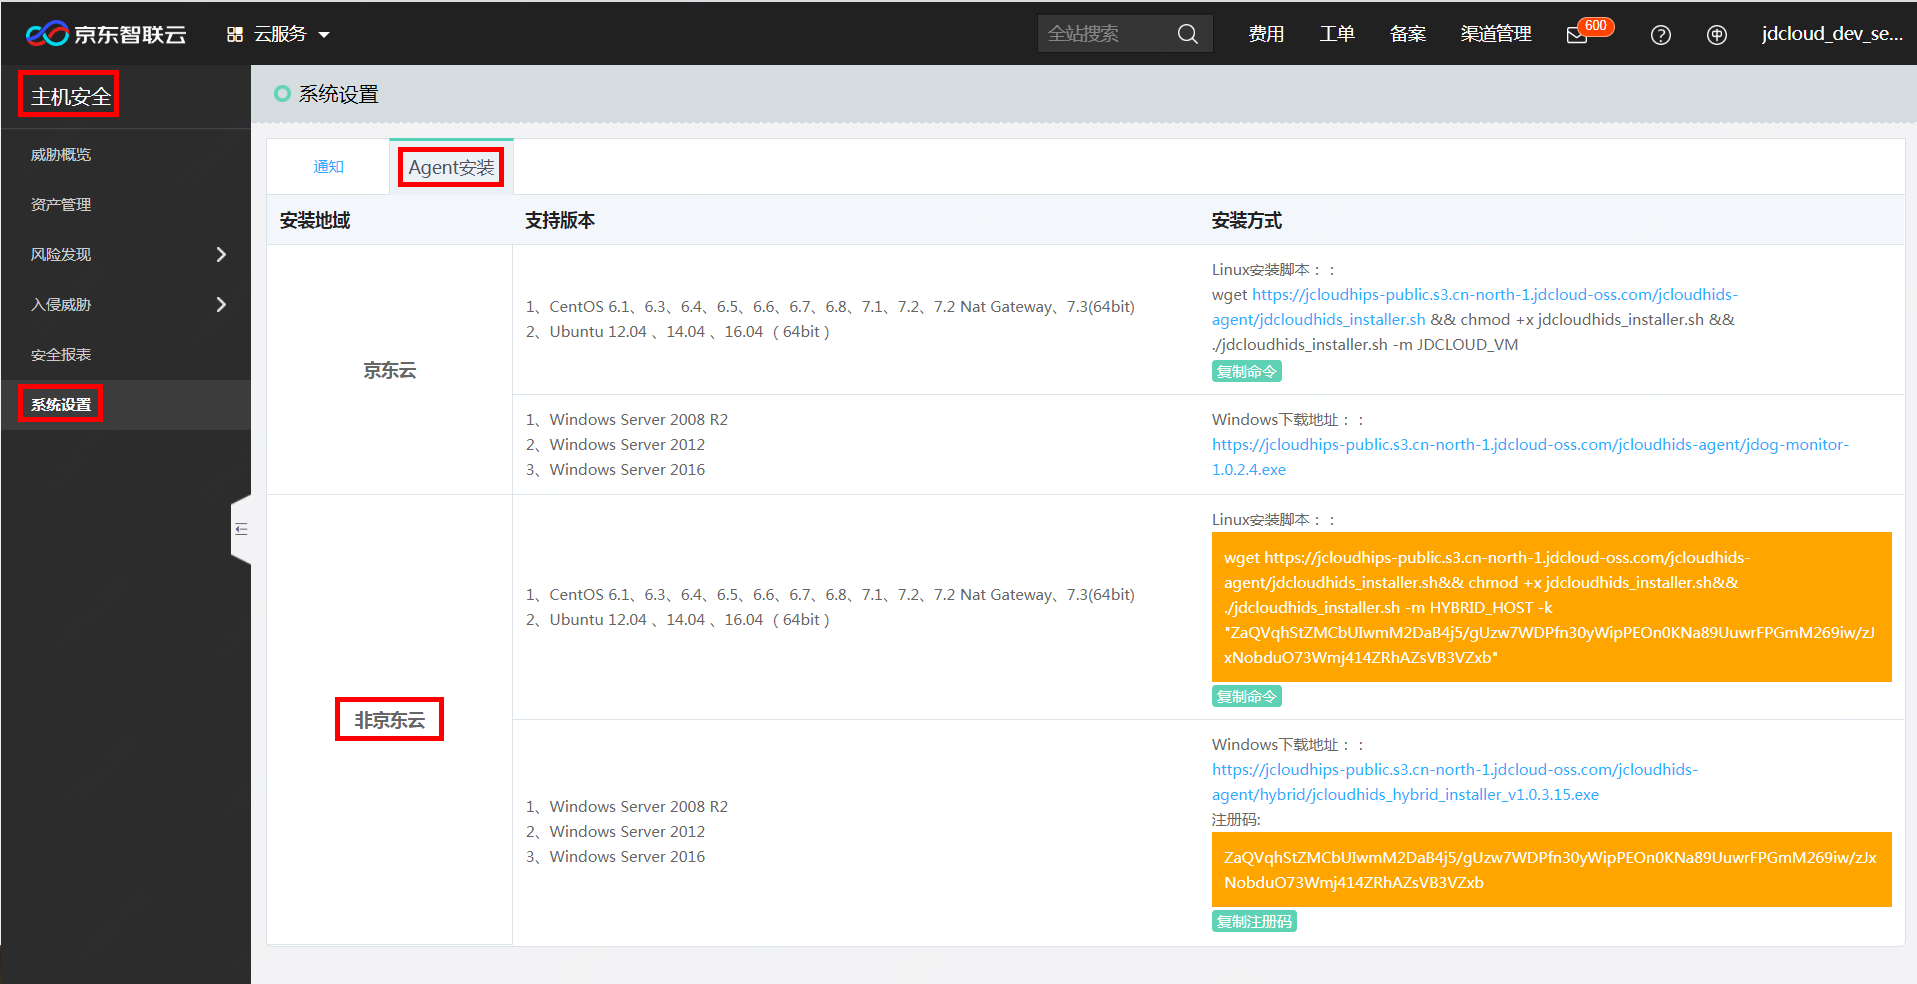 京东智联云
云服务
全站搜索
费用
工单
备案
渠道管理
600
jdcloud_dev_se...
主机安全
威胁概览
资产管理
风险发现
入侵威胁
安全报表
系统设置
系统设置
通知
Agent安装
安装地域
支持版本
安装方式
京东云
1、CentOS 6.1、6.3、6.4、6.5、6.6、6.7、6.8、7.1、7.2、7.2 Nat Gateway、7.3(64bit)
2、Ubuntu 12.04 、14.04 、16.04（64bit）
Linux安装脚本：:
wget https://jcloudhips-public.s3.cn-north-1.jdcloud-oss.com/jcloudhids-
agent/jdcloudhids_installer.sh && chmod +x jdcloudhids_installer.sh &&
./jdcloudhids_installer.sh -m JDCLOUD_VM
复制命令
1、Windows Server 2008 R2
2、Windows Server 2012
3、Windows Server 2016
Windows下载地址：:
https://jcloudhips-public.s3.cn-north-1.jdcloud-oss.com/jcloudhids-agent/jdog-monitor-
1.0.2.4.exe
非京东云
1、CentOS 6.1、6.3、6.4、6.5、6.6、6.7、6.8、7.1、7.2、7.2 Nat Gateway、7.3(64bit)
2、Ubuntu 12.04 、14.04 、16.04（64bit）
Linux安装脚本：:
wget https://jcloudhips-public.s3.cn-north-1.jdcloud-oss.com/jcloudhids-
agent/jdcloudhids_installer.sh&& chmod +x jdcloudhids_installer.sh&&
./jdcloudhids_installer.sh -m HYBRID_HOST -k
"ZaQVqhStZMCbUIwmM2DaB4j5/gUzw7WDPfn30yWipPEOn0KNa89UuwrFPGmM269iw/zJ
xNobduO73Wmj414ZRhAZsVB3VZxb"
复制命令
1、Windows Server 2008 R2
2、Windows Server 2012
3、Windows Server 2016
Windows下载地址：:
https://jcloudhips-public.s3.cn-north-1.jdcloud-oss.com/jcloudhids-
agent/hybrid/jcloudhids_hybrid_installer_v1.0.3.15.exe
注册码:
ZaQVqhStZMCbUIwmM2DaB4j5/gUzw7WDPfn30yWipPEOn0KNa89UuwrFPGmM269iw/zJx
NobduO73Wmj414ZRhAZsVB3VZxb
复制注册码